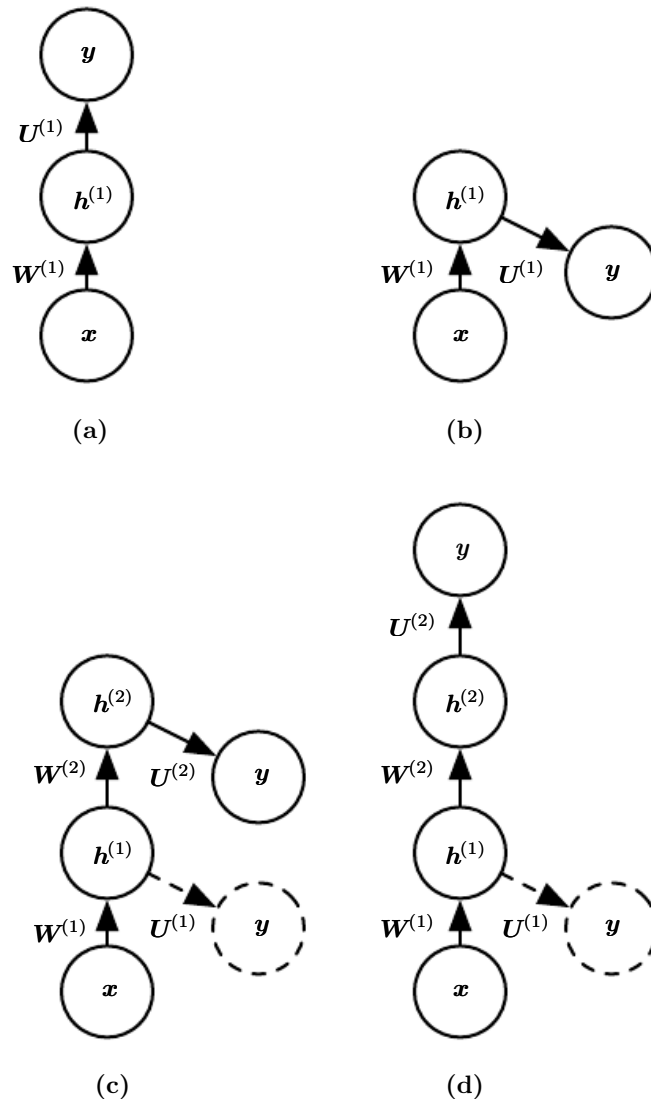 y
U^{(1)}
h^{(1)}
W^{(1)}
x
(a)
h^{(1)}
W^{(1)} U^{(1)} y
x
(b)
h^{(2)}
W^{(2)} U^{(2)} y
h^{(1)}
W^{(1)} U^{(1)} y
x
(c)
y
U^{(2)}
h^{(2)}
W^{(2)}
h^{(1)}
W^{(1)} U^{(1)} y
x
(d)